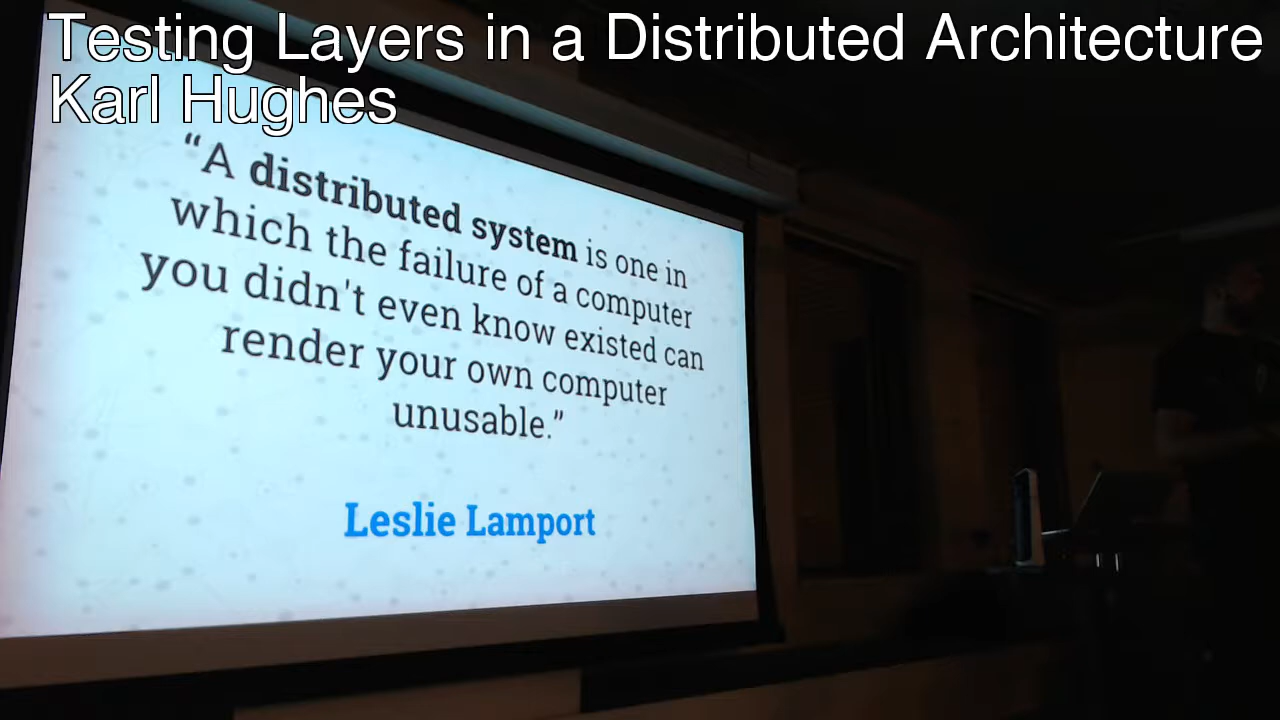 Testing Layers in a Distributed Architecture
Karl Hughes
“A distributed system is one in
which the failure of a computer
you didn't even know existed can
render your own computer
unusable.”
Leslie Lamport